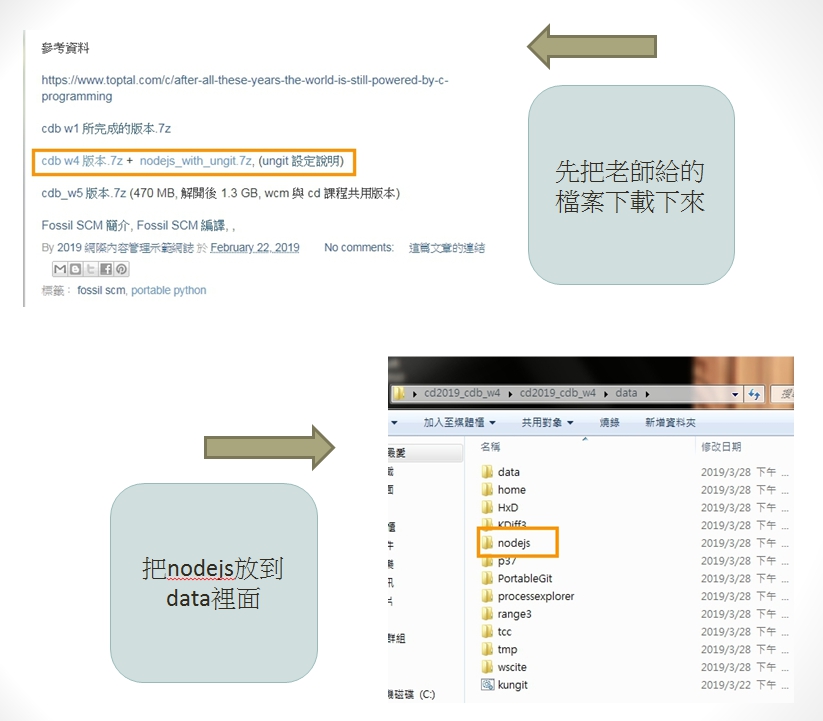 參考資料
https://www.toptal.com/c/after-all-these-years-the-world-is-still-powered-by-c-
programming
cdb w1 所完成的版本.7z
cdb w4 版本.7z + nodejs_with_ungit.7z, (ungit 設定說明)
cdb_w5 版本.7z (470 MB, 解開後 1.3 GB, wcm 與 cd 課程共用版本)
Fossil SCM 簡介, Fossil SCM 編譯, ,
By 2019 網際內容管理示範網誌 於 February 22, 2019 No comments: 這篇文章的連結
標籤： fossil scm, portable python
先把老師給的
檔案下載下來
把nodejs放到
data裡面
cd2019_cdb_w4 cd2019_cdb_w4 data
加入至媒體櫃 共用對象 燒錄 新增資料夾
名稱 修改日期
data 2019/3/28 下午 ...
home 2019/3/28 下午 ...
HxD 2019/3/28 下午 ...
KDiff3 2019/3/28 下午 ...
nodejs 2019/3/28 下午 ...
p37 2019/3/28 下午 ...
PortableGit 2019/3/28 下午 ...
processexplorer 2019/3/28 下午 ...
range3 2019/3/28 下午 ...
tcc 2019/3/28 下午 ...
tmp 2019/3/28 下午 ...
wscite 2019/3/28 下午 ...
kungit 2019/3/22 下午 ...
群組
磁碟 (C:)